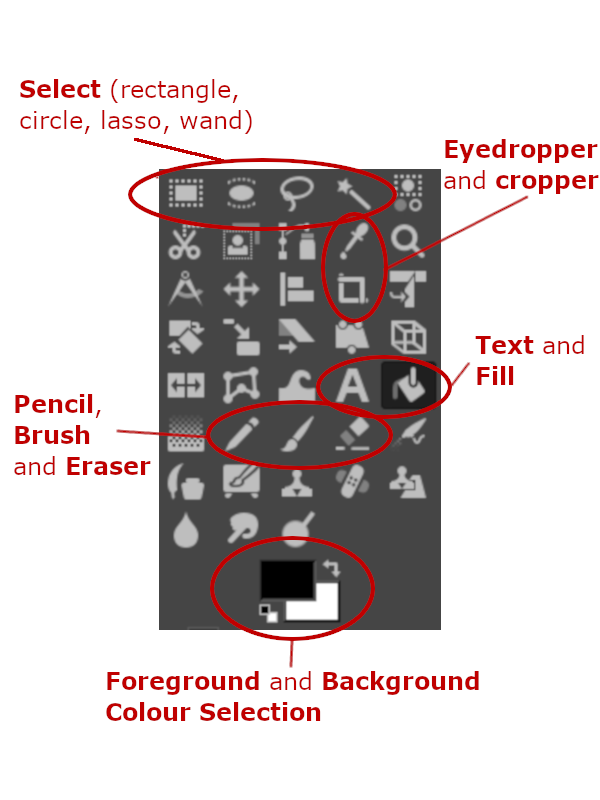 Select (rectangle,
circle, lasso, wand)
Eyedropper
and cropper
Text and
Fill
Pencil,
Brush
and Eraser
Foreground and Background
Colour Selection